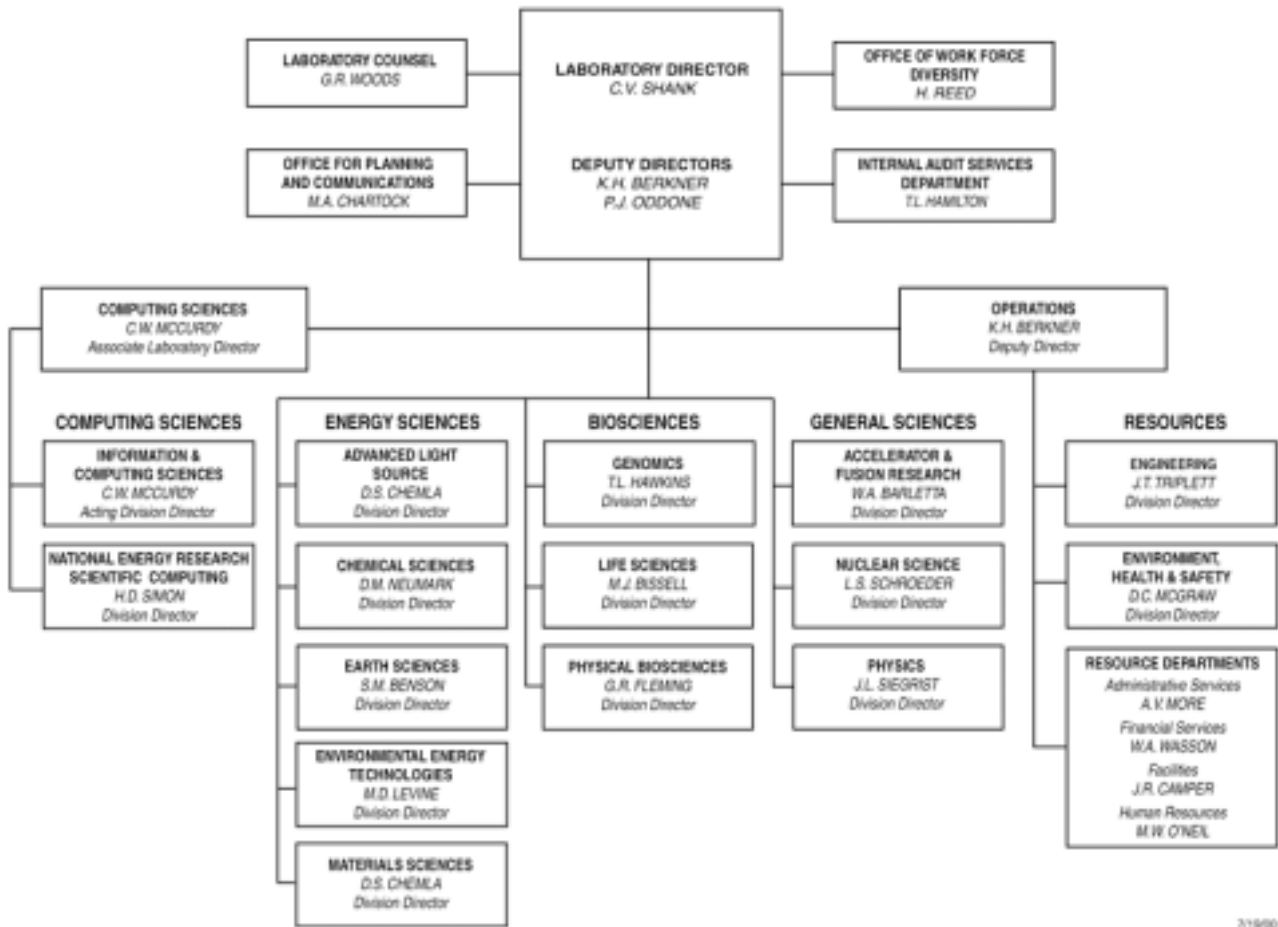 LABORATORY COUNSEL
G.R. WOODS
LABORATORY DIRECTOR
C.V. SHANK
OFFICE OF WORK FORCE
DIVERSITY
H. REED
OFFICE FOR PLANNING
AND COMMUNICATIONS
M.A. CHARTOCK
DEPUTY DIRECTORS
K.H. BERKNER
P.J. ODDONE
INTERNAL AUDIT SERVICES
DEPARTMENT
T.L. HAMILTON
COMPUTING SCIENCES
C.W. MCCURDY
Associate Laboratory Director
OPERATIONS
K.H. BERKNER
Deputy Director
COMPUTING SCIENCES
INFORMATION &
COMPUTING SCIENCES
C.W. MCCURDY
Acting Division Director
NATIONAL ENERGY RESEARCH
SCIENTIFIC COMPUTING
H.D. SIMON
Division Director
ENERGY SCIENCES
ADVANCED LIGHT
SOURCE
D.S. CHEMLA
Division Director
CHEMICAL SCIENCES
D.M. NEUMARK
Division Director
EARTH SCIENCES
S.M. BENSON
Division Director
ENVIRONMENTAL ENERGY
TECHNOLOGIES
M.D. LEVINE
Division Director
MATERIALS SCIENCES
D.S. CHEMLA
Division Director
BIOSCIENCES
GENOMICS
T.L. HAWKINS
Division Director
LIFE SCIENCES
M.J. BISSELL
Division Director
PHYSICAL BIOSCIENCES
G.R. FLEMING
Division Director
GENERAL SCIENCES
ACCELERATOR &
FUSION RESEARCH
W.A. BARLETTA
Division Director
NUCLEAR SCIENCE
L.S. SCHROEDER
Division Director
PHYSICS
J.L. SIEGRIST
Division Director
RESOURCES
ENGINEERING
J.T. TRIPLETT
Division Director
ENVIRONMENT,
HEALTH & SAFETY
D.C. MCGRAW
Division Director
RESOURCE DEPARTMENTS
Administrative Services
A.V. MORE
Financial Services
W.A. WASSON
Facilities
J.R. CAMPER
Human Resources
M.W. O'NEIL